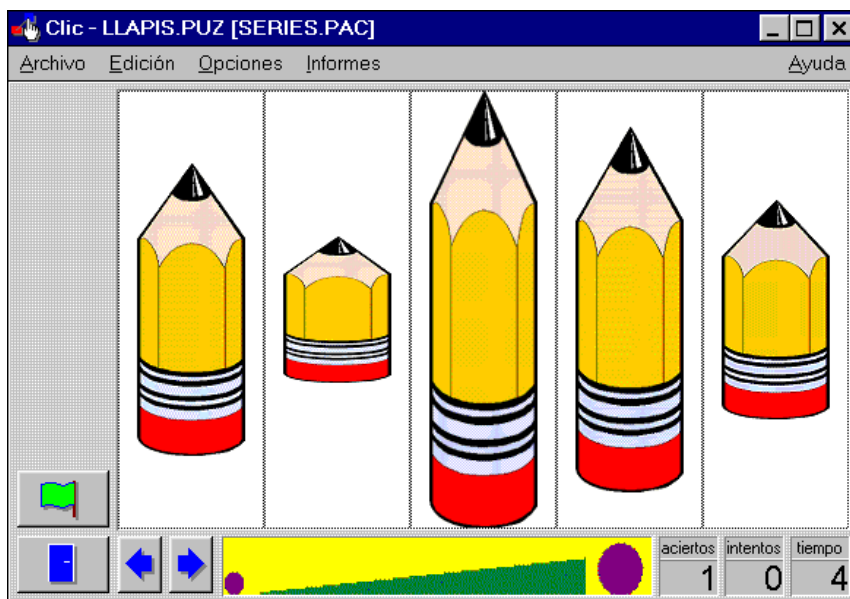 Clic - LLAPIS.PUZ [SERIES.PAC]
Archivo Edición Opciones Informes Ayuda
aciertos intentos tiempo
1 0 4